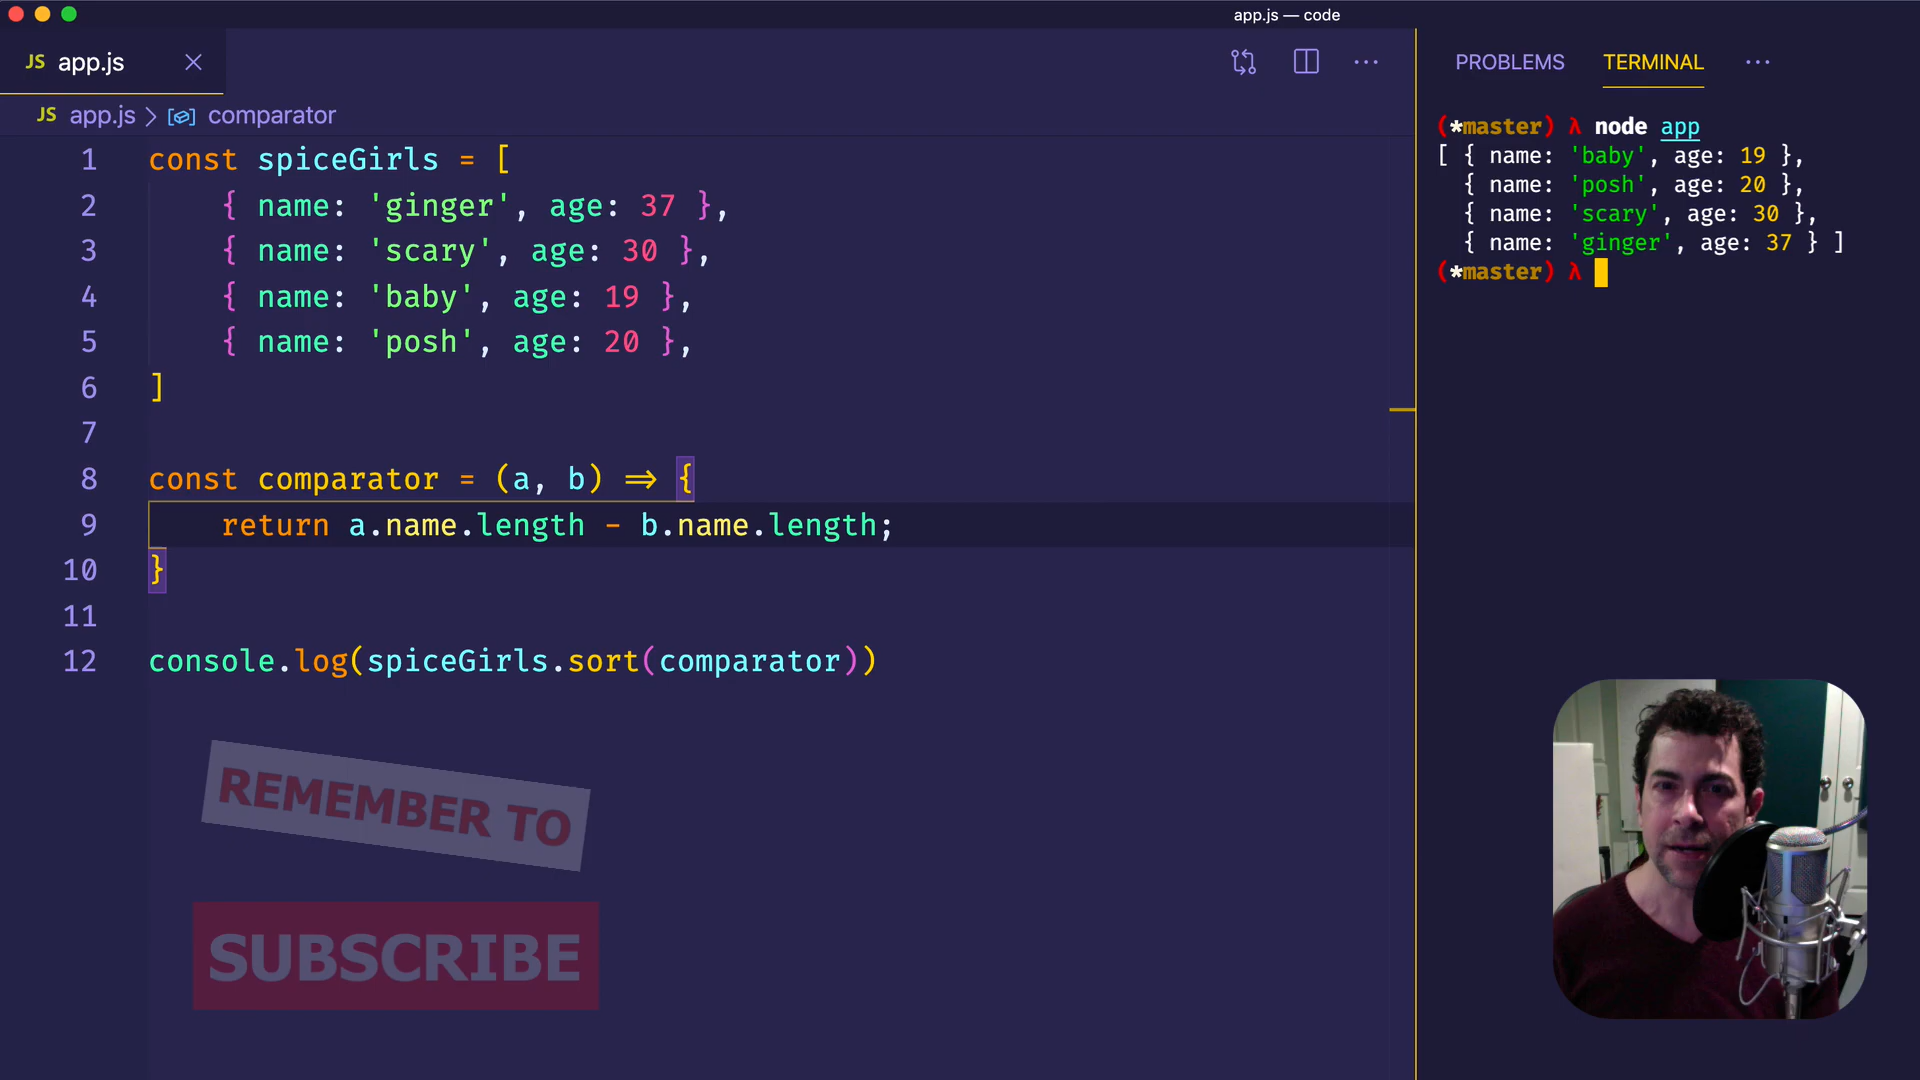 app.js — code
JS app.js
PROBLEMS TERMINAL ...
JS app.js > comparator
1 const spiceGirls = [
2 { name: 'ginger', age: 37 },
3 { name: 'scary', age: 30 },
4 { name: 'baby', age: 19 },
5 { name: 'posh', age: 20 },
6 ]
7
8 const comparator = (a, b) => {
9 return a.name.length - b.name.length;
10 }
11
12 console.log(spiceGirls.sort(comparator))
(*master) λ node app
[ { name: 'baby', age: 19 },
{ name: 'posh', age: 20 },
{ name: 'scary', age: 30 },
{ name: 'ginger', age: 37 } ]
(*master) λ
REMEMBER TO
SUBSCRIBE